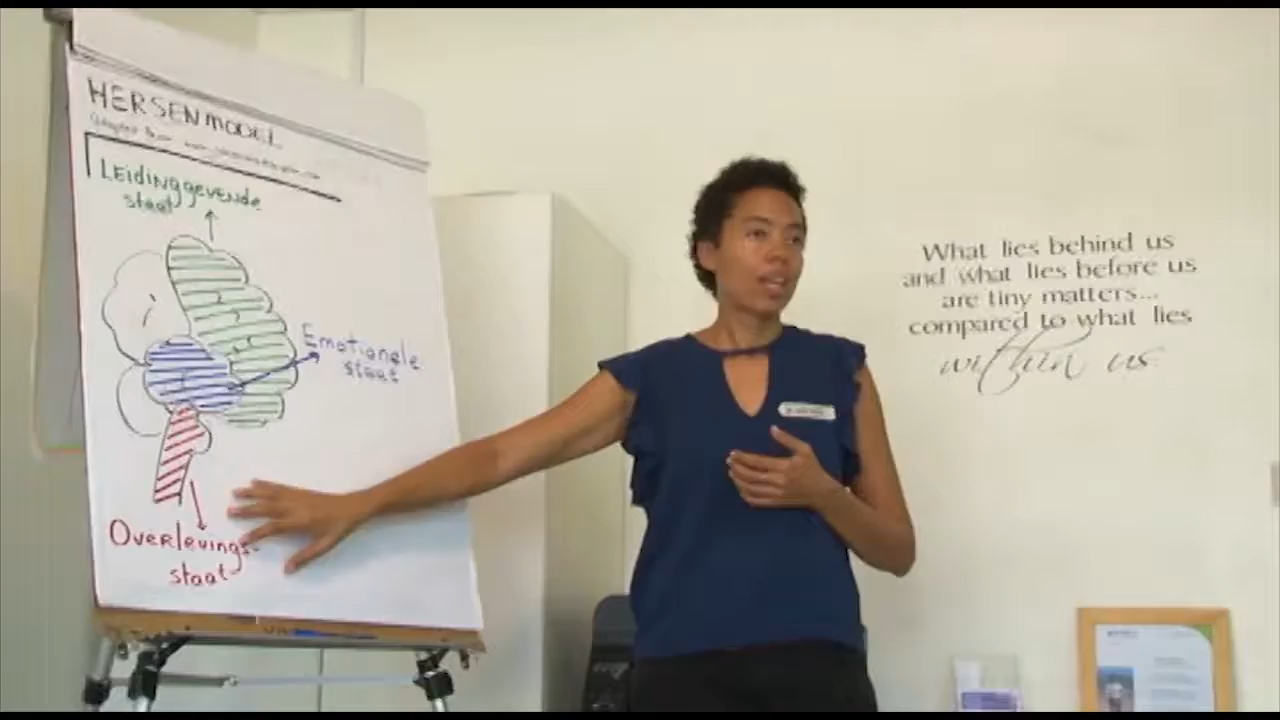 HERSENMODEL
LEIDINGGEVENDE
staat
Emotionele
staat
OVERLEVINGS-
staat
What lies behind us
and what lies before us
are tiny matters...
compared to what lies
within us